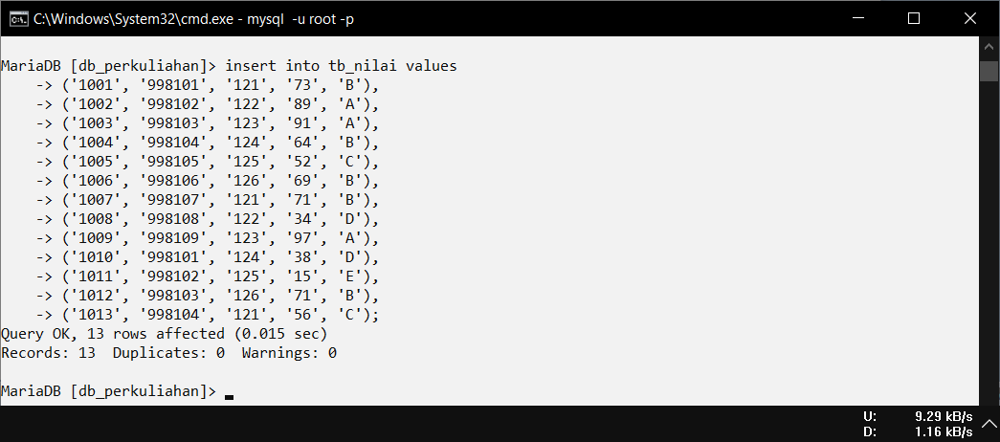 C:\Windows\System32\cmd.exe - mysql  -u root -p
MariaDB [db_perkuliahan]> insert into tb_nilai values
    -> ('1001', '998101', '121', '73', 'B'),
    -> ('1002', '998102', '122', '89', 'A'),
    -> ('1003', '998103', '123', '91', 'A'),
    -> ('1004', '998104', '124', '64', 'B'),
    -> ('1005', '998105', '125', '52', 'C'),
    -> ('1006', '998106', '126', '69', 'B'),
    -> ('1007', '998107', '121', '71', 'B'),
    -> ('1008', '998108', '122', '34', 'D'),
    -> ('1009', '998109', '123', '97', 'A'),
    -> ('1010', '998101', '124', '38', 'D'),
    -> ('1011', '998102', '125', '15', 'E'),
    -> ('1012', '998103', '126', '71', 'B'),
    -> ('1013', '998104', '121', '56', 'C');
Query OK, 13 rows affected (0.015 sec)
Records: 13  Duplicates: 0  Warnings: 0
MariaDB [db_perkuliahan]>
U: 9.29 kB/s
D: 1.16 kB/s